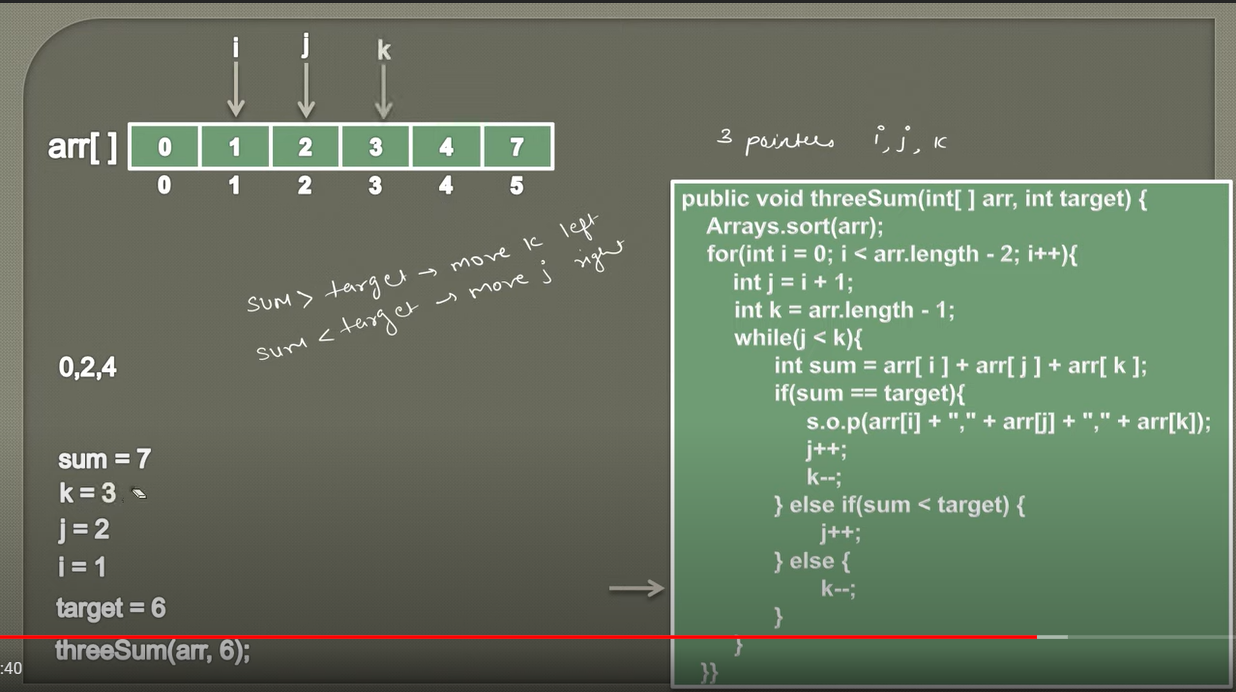 i j k
arr[ ] 0 1 2 3 4 7
0 1 2 3 4 5
3 pointers i, j, k
sum > target → move k left
sum < target → move j right
0,2,4
sum = 7
k = 3
j = 2
i = 1
target = 6
threeSum(arr, 6);
public void threeSum(int[ ] arr, int target) {
Arrays.sort(arr);
for(int i = 0; i < arr.length - 2; i++){
int j = i + 1;
int k = arr.length - 1;
while(j < k){
int sum = arr[ i ] + arr[ j ] + arr[ k ];
if(sum == target){
s.o.p(arr[i] + "," + arr[j] + "," + arr[k]);
j++;
k--;
} else if(sum < target) {
j++;
} else {
k--;
}
}
}}
:40